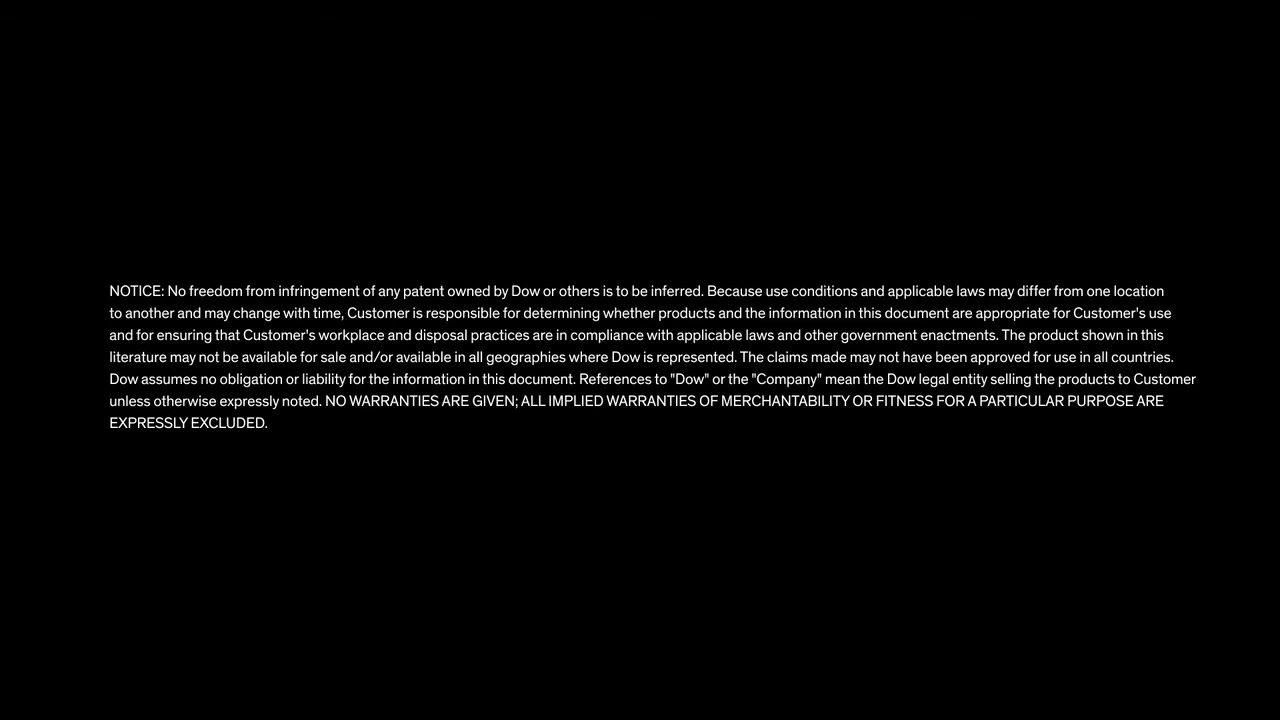 NOTICE: No freedom from infringement of any patent owned by Dow or others is to be inferred. Because use conditions and applicable laws may differ from one location
to another and may change with time, Customer is responsible for determining whether products and the information in this document are appropriate for Customer's use
and for ensuring that Customer's workplace and disposal practices are in compliance with applicable laws and other government enactments. The product shown in this
literature may not be available for sale and/or available in all geographies where Dow is represented. The claims made may not have been approved for use in all countries.
Dow assumes no obligation or liability for the information in this document. References to "Dow" or the "Company" mean the Dow legal entity selling the products to Customer
unless otherwise expressly noted. NO WARRANTIES ARE GIVEN; ALL IMPLIED WARRANTIES OF MERCHANTABILITY OR FITNESS FOR A PARTICULAR PURPOSE ARE
EXPRESSLY EXCLUDED.